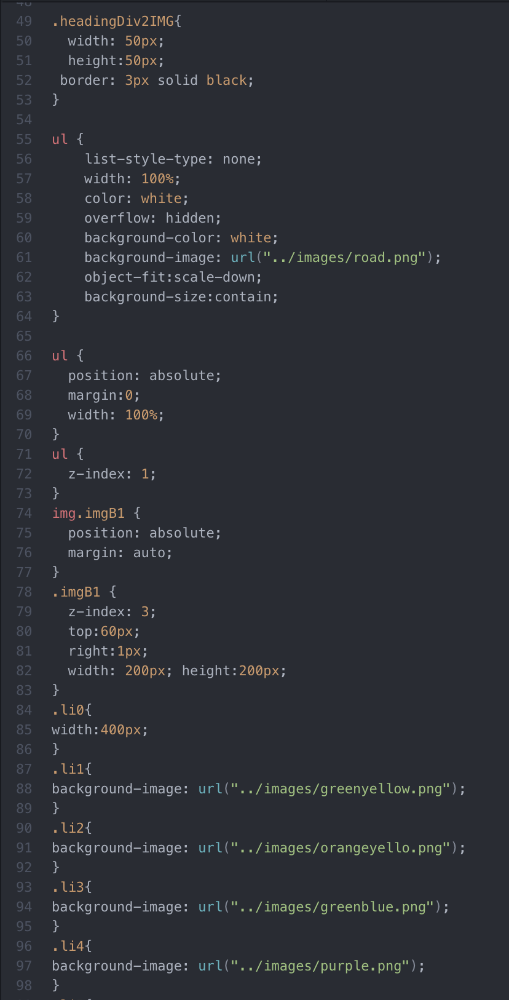 48
49 .headingDiv2IMG{
50   width: 50px;
51   height:50px;
52  border: 3px solid black;
53 }
54
55 ul {
56     list-style-type: none;
57     width: 100%;
58     color: white;
59     overflow: hidden;
60     background-color: white;
61     background-image: url("../images/road.png");
62     object-fit:scale-down;
63     background-size:contain;
64 }
65
66 ul {
67   position: absolute;
68   margin:0;
69   width: 100%;
70 }
71 ul {
72   z-index: 1;
73 }
74 img.imgB1 {
75   position: absolute;
76   margin: auto;
77 }
78 .imgB1 {
79   z-index: 3;
80   top:60px;
81   right:1px;
82   width: 200px; height:200px;
83 }
84 .li0{
85 width:400px;
86 }
87 .li1{
88 background-image: url("../images/greenyellow.png");
89 }
90 .li2{
91 background-image: url("../images/orangeyello.png");
92 }
93 .li3{
94 background-image: url("../images/greenblue.png");
95 }
96 .li4{
97 background-image: url("../images/purple.png");
98 }